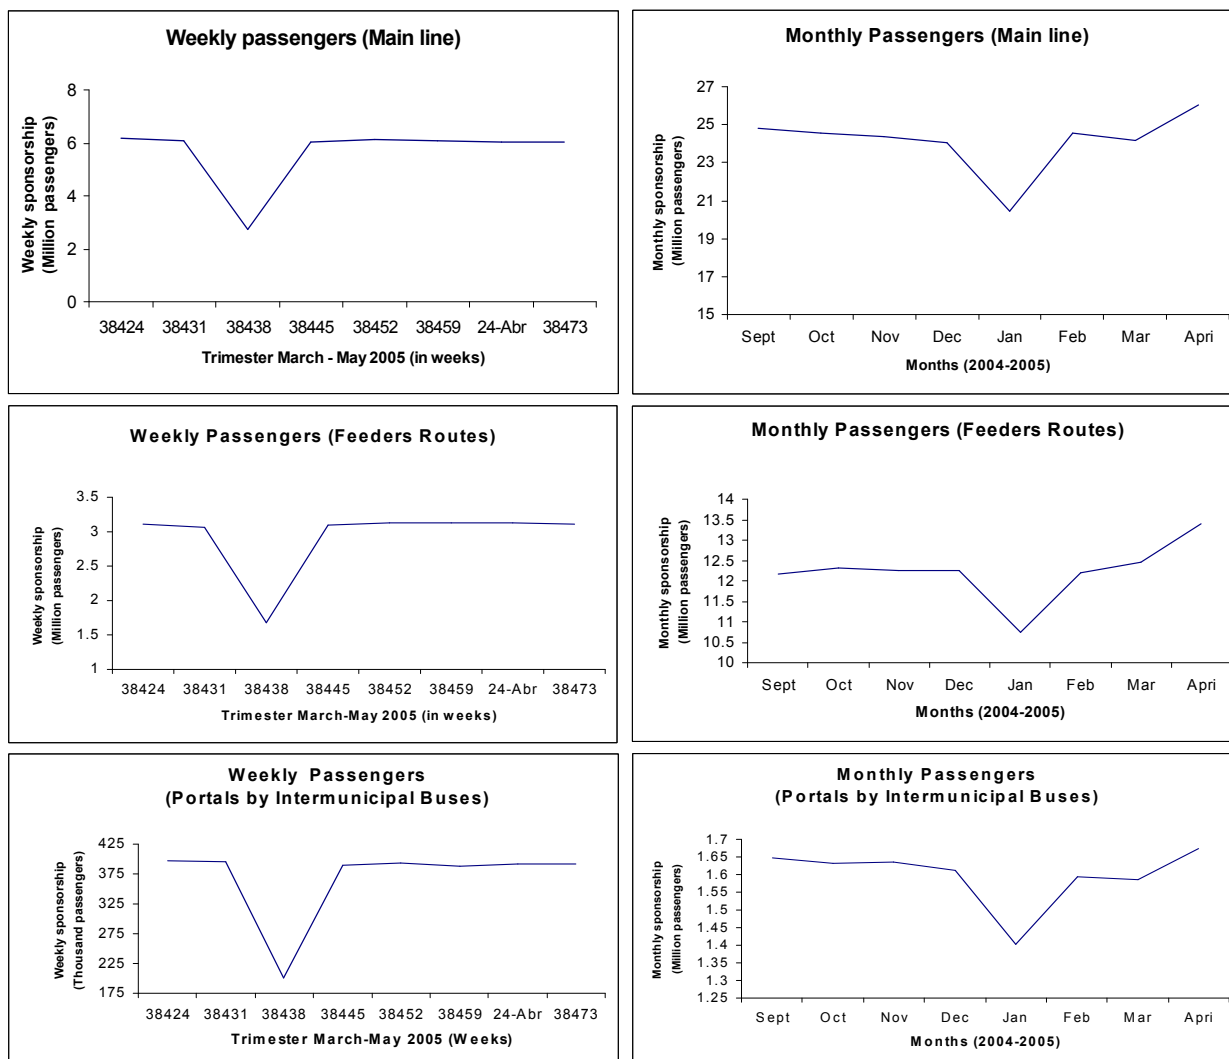 Weekly passengers (Main line)
Weekly sponsorship
(Million passengers)
8
6
4
2
0
38424 38431 38438 38445 38452 38459 24-Abr 38473
Trimester March - May 2005 (in weeks)
Monthly Passengers (Main line)
Monthly sponsorship
(Million passengers)
27
25
23
21
19
17
15
Sept Oct Nov Dec Jan Feb Mar Apri
Months (2004-2005)
Weekly Passengers (Feeders Routes)
Weekly sponsorship
(Million passengers)
3.5
3
2.5
2
1.5
1
38424 38431 38438 38445 38452 38459 24-Abr 38473
Trimester March-May 2005 (in weeks)
Monthly Passengers (Feeders Routes)
Monthly sponsorship
(Million passengers)
14
13.5
13
12.5
12
11.5
11
10.5
10
Sept Oct Nov Dec Jan Feb Mar Apri
Months (2004-2005)
Weekly Passengers
(Portals by Intermunicipal Buses)
Weekly sponsorship
(Thousand passengers)
425
375
325
275
225
175
38424 38431 38438 38445 38452 38459 24-Abr 38473
Trimester March-May 2005 (Weeks)
Monthly Passengers
(Portals by Intermunicipal Buses)
Monthly sponsorship
(Million passengers)
1.7
1.65
1.6
1.55
1.5
1.45
1.4
1.35
1.3
1.25
Sept Oct Nov Dec Jan Feb Mar Apri
Months (2004-2005)